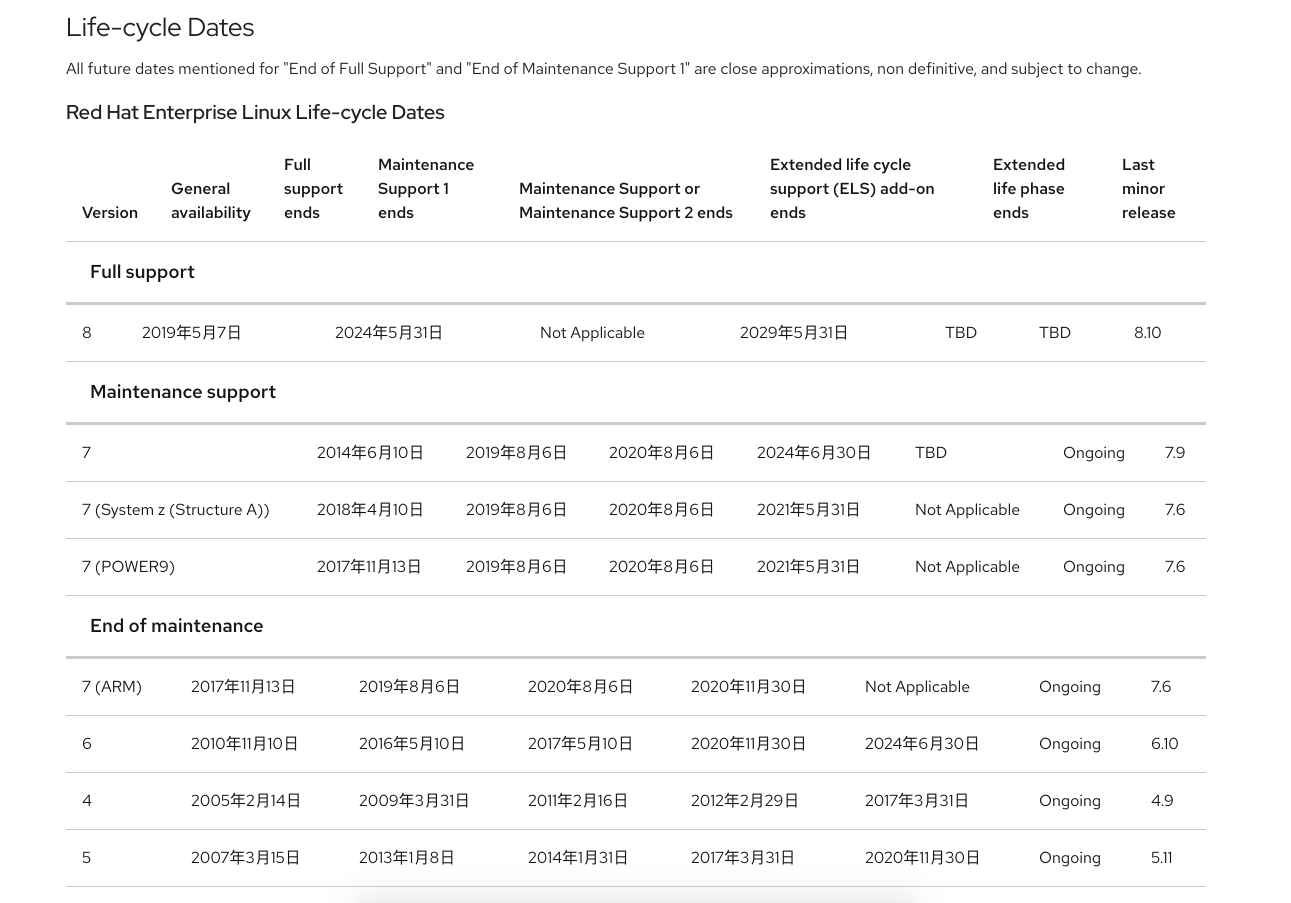 Life-cycle Dates
All future dates mentioned for "End of Full Support" and "End of Maintenance Support 1" are close approximations, non definitive, and subject to change.
Red Hat Enterprise Linux Life-cycle Dates
Version
General
availability
Full
support
ends
Maintenance
Support 1
ends
Maintenance Support or
Maintenance Support 2 ends
Extended life cycle
support (ELS) add-on
ends
Extended
life phase
ends
Last
minor
release
Full support
8 2019年5月7日 2024年5月31日 Not Applicable 2029年5月31日 TBD TBD 8.10
Maintenance support
7 2014年6月10日 2019年8月6日 2020年8月6日 2024年6月30日 TBD Ongoing 7.9
7 (System z (Structure A)) 2018年4月10日 2019年8月6日 2020年8月6日 2021年5月31日 Not Applicable Ongoing 7.6
7 (POWER9) 2017年11月13日 2019年8月6日 2020年8月6日 2021年5月31日 Not Applicable Ongoing 7.6
End of maintenance
7 (ARM) 2017年11月13日 2019年8月6日 2020年8月6日 2020年11月30日 Not Applicable Ongoing 7.6
6 2010年11月10日 2016年5月10日 2017年5月10日 2020年11月30日 2024年6月30日 Ongoing 6.10
4 2005年2月14日 2009年3月31日 2011年2月16日 2012年2月29日 2017年3月31日 Ongoing 4.9
5 2007年3月15日 2013年1月8日 2014年1月31日 2017年3月31日 2020年11月30日 Ongoing 5.11